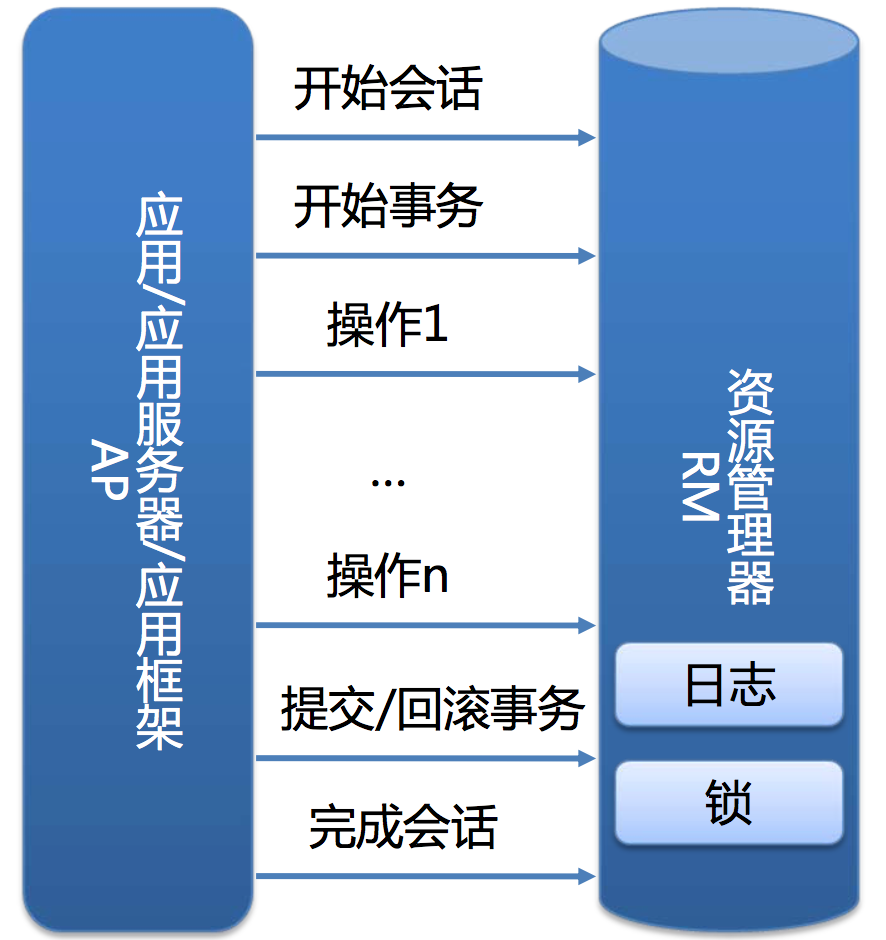 应用/应用服务器/应用框架
AP
开始会话
开始事务
操作1
...
操作n
提交/回滚事务
完成会话
资源管理器
RM
日志
锁